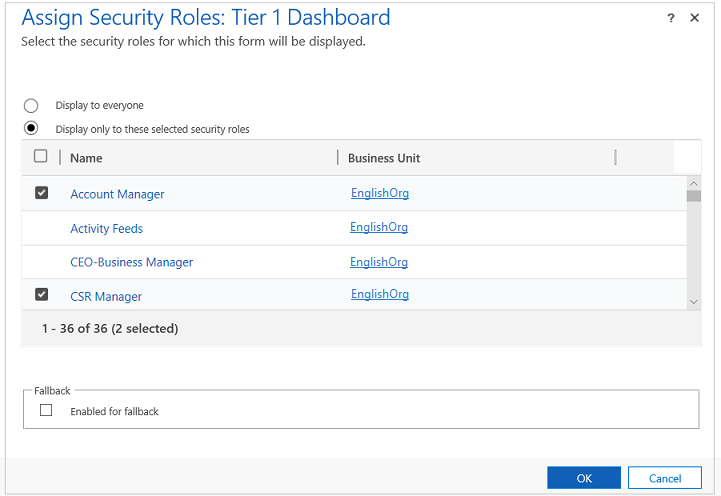 Assign Security Roles: Tier 1 Dashboard ? ✕
Select the security roles for which this form will be displayed.
Display to everyone
Display only to these selected security roles
Name Business Unit
Account Manager EnglishOrg
Activity Feeds EnglishOrg
CEO-Business Manager EnglishOrg
CSR Manager EnglishOrg
1 - 36 of 36 (2 selected)
Fallback
Enabled for fallback
OK Cancel